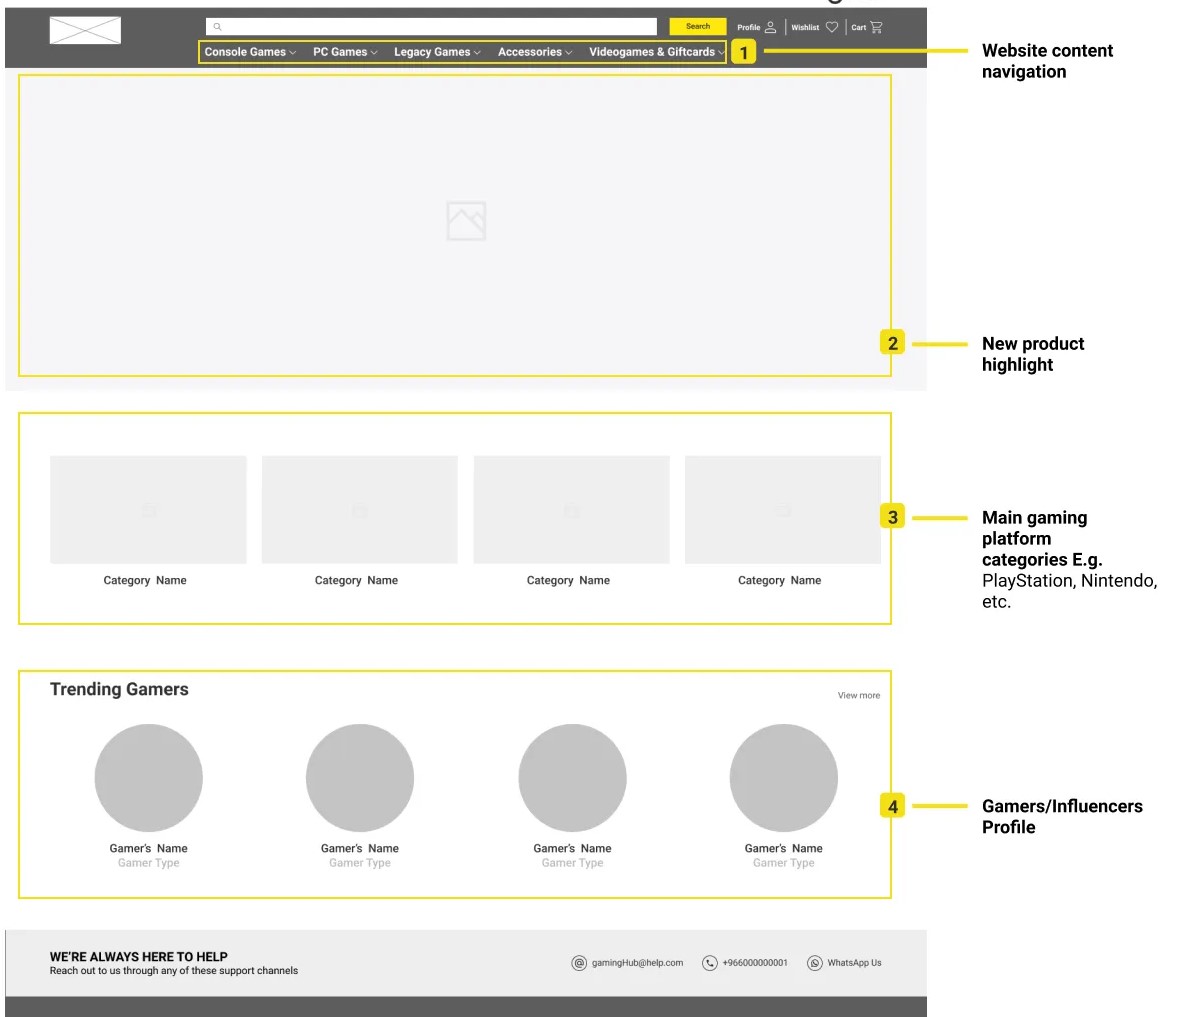 Search
Profile
Wishlist
Cart
Console Games
PC Games
Legacy Games
Accessories
Videogames & Giftcards
1
Website content
navigation
2
New product
highlight
3
Main gaming
platform
categories E.g.
PlayStation, Nintendo,
etc.
Category Name
Category Name
Category Name
Category Name
Trending Gamers
View more
Gamer's Name
Gamer Type
Gamer's Name
Gamer Type
Gamer's Name
Gamer Type
Gamer's Name
Gamer Type
4
Gamers/Influencers
Profile
WE'RE ALWAYS HERE TO HELP
Reach out to us through any of these support channels
gamingHub@help.com
+966000000001
WhatsApp Us